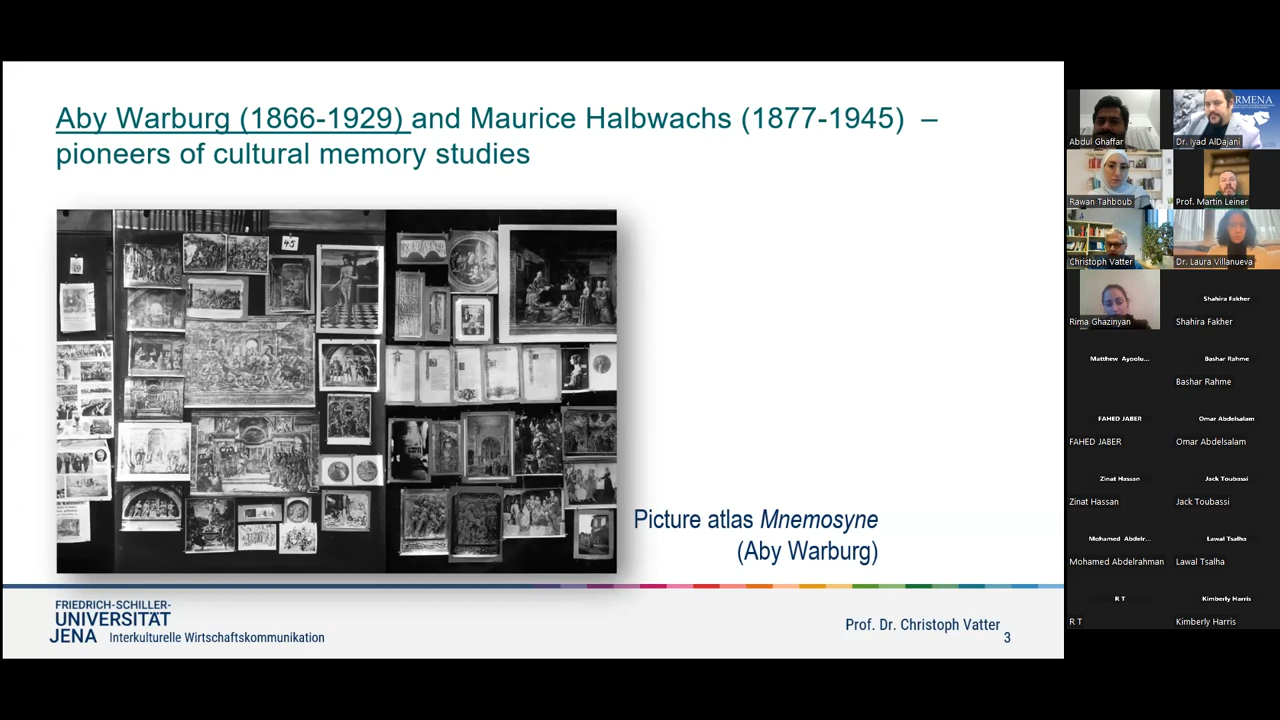 Aby Warburg (1866-1929) and Maurice Halbwachs (1877-1945) –
pioneers of cultural memory studies
45
Picture atlas Mnemosyne
(Aby Warburg)
FRIEDRICH-SCHILLER-
UNIVERSITÄT
JENA Interkulturelle Wirtschaftskommunikation
Prof. Dr. Christoph Vatter
3
RMENA
Abdul Ghaffar
Dr. Iyad AlDajani
Rawan Tahboub
Prof. Martin Leiner
Christoph Vatter
Dr. Laura Villanueva
Rima Ghazinyan
Shahira Fakher
Shahira Fakher
Matthew Ayoolu...
Bashar Rahme
Bashar Rahme
FAHED JABER
Omar Abdelsalam
FAHED JABER
Omar Abdelsalam
Zinat Hassan
Jack Toubassi
Zinat Hassan
Jack Toubassi
Mohamed Abdelr...
Lawal Tsalha
Mohamed Abdelrahman
Lawal Tsalha
R T
Kimberly Harris
R T
Kimberly Harris